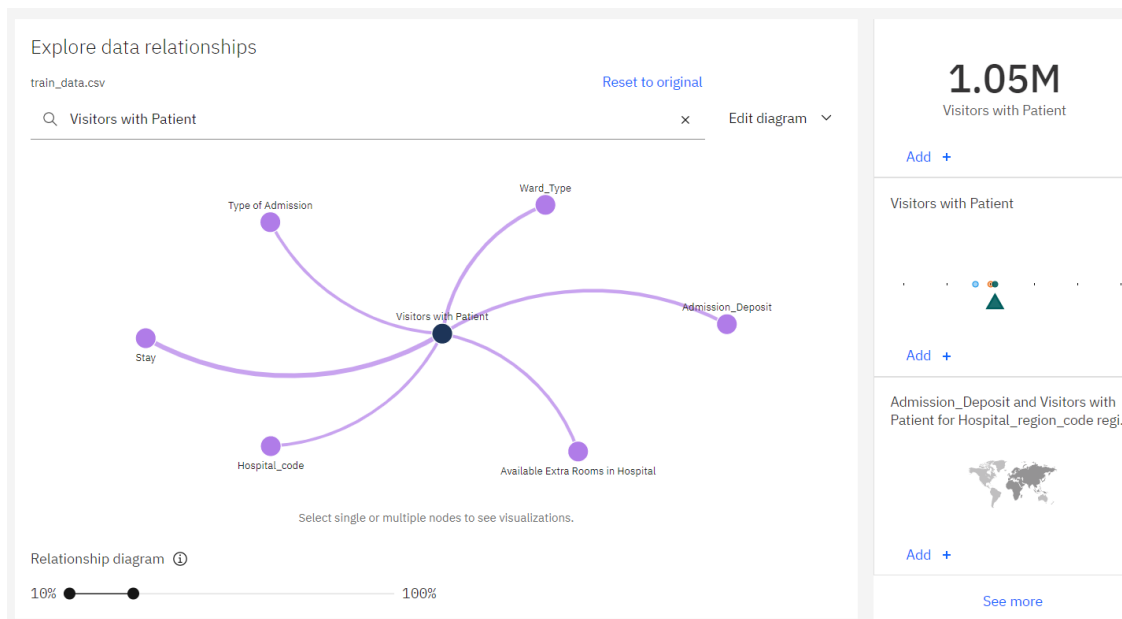 Explore data relationships
train_data.csv
Reset to original
Visitors with Patient
Edit diagram
Ward_Type
Type of Admission
Admission_Deposit
Visitors with Patient
Stay
Hospital_code
Available Extra Rooms in Hospital
Select single or multiple nodes to see visualizations.
Relationship diagram
10%
100%
1.05M
Visitors with Patient
Add +
Visitors with Patient
Add +
Admission_Deposit and Visitors with
Patient for Hospital_region_code regi.
Add +
See more